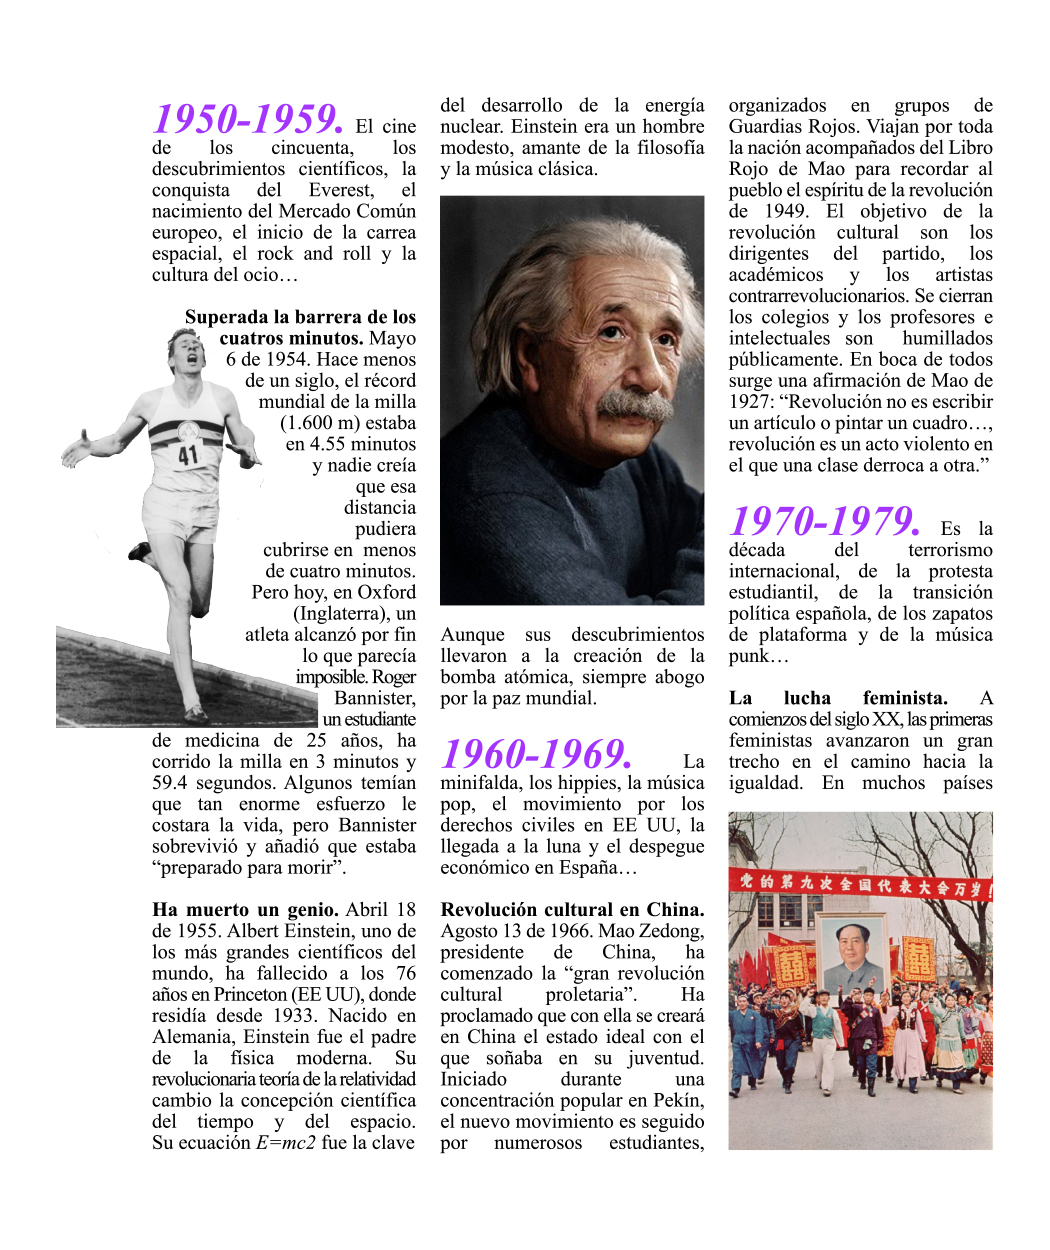 1950-1959. El cine
de los cincuenta, los
descubrimientos científicos, la
conquista del Everest, el
nacimiento del Mercado Común
europeo, el inicio de la carrea
espacial, el rock and roll y la
cultura del ocio…
Superada la barrera de los
cuatros minutos. Mayo
6 de 1954. Hace menos
de un siglo, el récord
mundial de la milla
(1.600 m) estaba
en 4.55 minutos
y nadie creía
que esa
distancia
pudiera
cubrirse en menos
de cuatro minutos.
Pero hoy, en Oxford
(Inglaterra), un
atleta alcanzó por fin
lo que parecía
imposible. Roger
Bannister,
un estudiante
de medicina de 25 años, ha
corrido la milla en 3 minutos y
59.4 segundos. Algunos temían
que tan enorme esfuerzo le
costara la vida, pero Bannister
sobrevivió y añadió que estaba
“preparado para morir”.
41
Ha muerto un genio. Abril 18
de 1955. Albert Einstein, uno de
los más grandes científicos del
mundo, ha fallecido a los 76
años en Princeton (EE UU), donde
residía desde 1933. Nacido en
Alemania, Einstein fue el padre
de la física moderna. Su
revolucionaria teoría de la relatividad
cambio la concepción científica
del tiempo y del espacio.
Su ecuación E=mc2 fue la clave
del desarrollo de la energía
nuclear. Einstein era un hombre
modesto, amante de la filosofía
y la música clásica.
Aunque sus descubrimientos
llevaron a la creación de la
bomba atómica, siempre abogo
por la paz mundial.
1960-1969. La
minifalda, los hippies, la música
pop, el movimiento por los
derechos civiles en EE UU, la
llegada a la luna y el despegue
económico en España…
Revolución cultural en China.
Agosto 13 de 1966. Mao Zedong,
presidente de China, ha
comenzado la “gran revolución
cultural proletaria”. Ha
proclamado que con ella se creará
en China el estado ideal con el
que soñaba en su juventud.
Iniciado durante una
concentración popular en Pekín,
el nuevo movimiento es seguido
por numerosos estudiantes,
organizados en grupos de
Guardias Rojos. Viajan por toda
la nación acompañados del Libro
Rojo de Mao para recordar al
pueblo el espíritu de la revolución
de 1949. El objetivo de la
revolución cultural son los
dirigentes del partido, los
académicos y los artistas
contrarrevolucionarios. Se cierran
los colegios y los profesores e
intelectuales son humillados
públicamente. En boca de todos
surge una afirmación de Mao de
1927: “Revolución no es escribir
un artículo o pintar un cuadro…,
revolución es un acto violento en
el que una clase derroca a otra.”
1970-1979. Es la
década del terrorismo
internacional, de la protesta
estudiantil, de la transición
política española, de los zapatos
de plataforma y de la música
punk…
La lucha feminista. A
comienzos del siglo XX, las primeras
feministas avanzaron un gran
trecho en el camino hacia la
igualdad. En muchos países
党的第九次全国代表大会万岁!
囍 囍